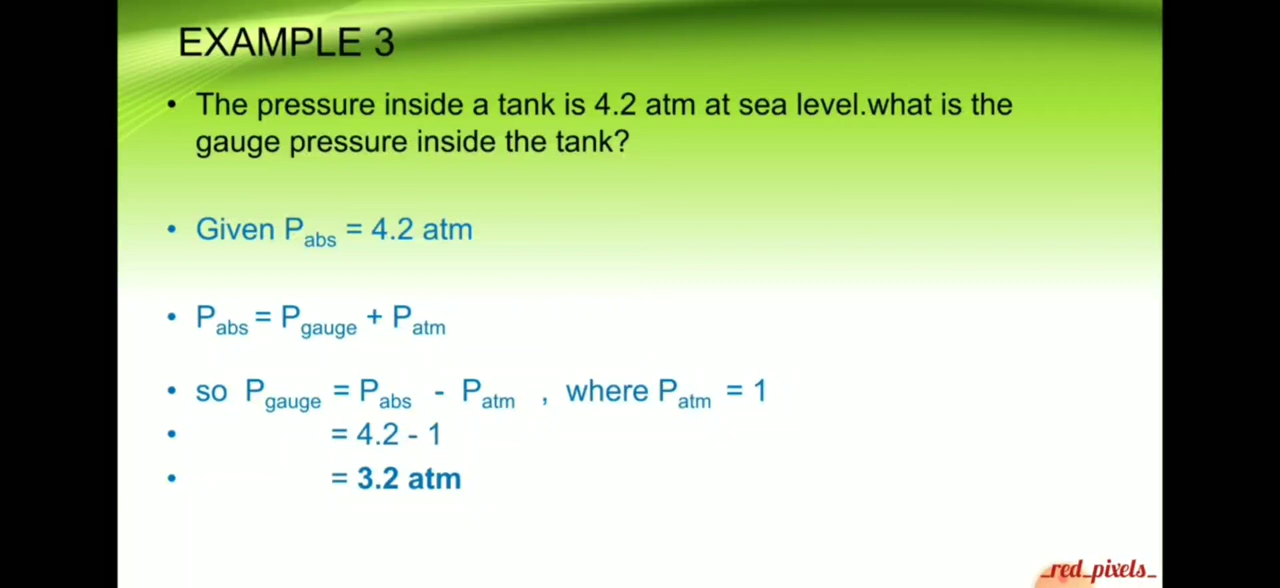 EXAMPLE 3
• The pressure inside a tank is 4.2 atm at sea level.what is the
gauge pressure inside the tank?
• Given Pabs = 4.2 atm
• Pabs = Pgauge + Patm
• so Pgauge = Pabs - Patm , where Patm = 1
• = 4.2 - 1
• = 3.2 atm
_red_pixels_